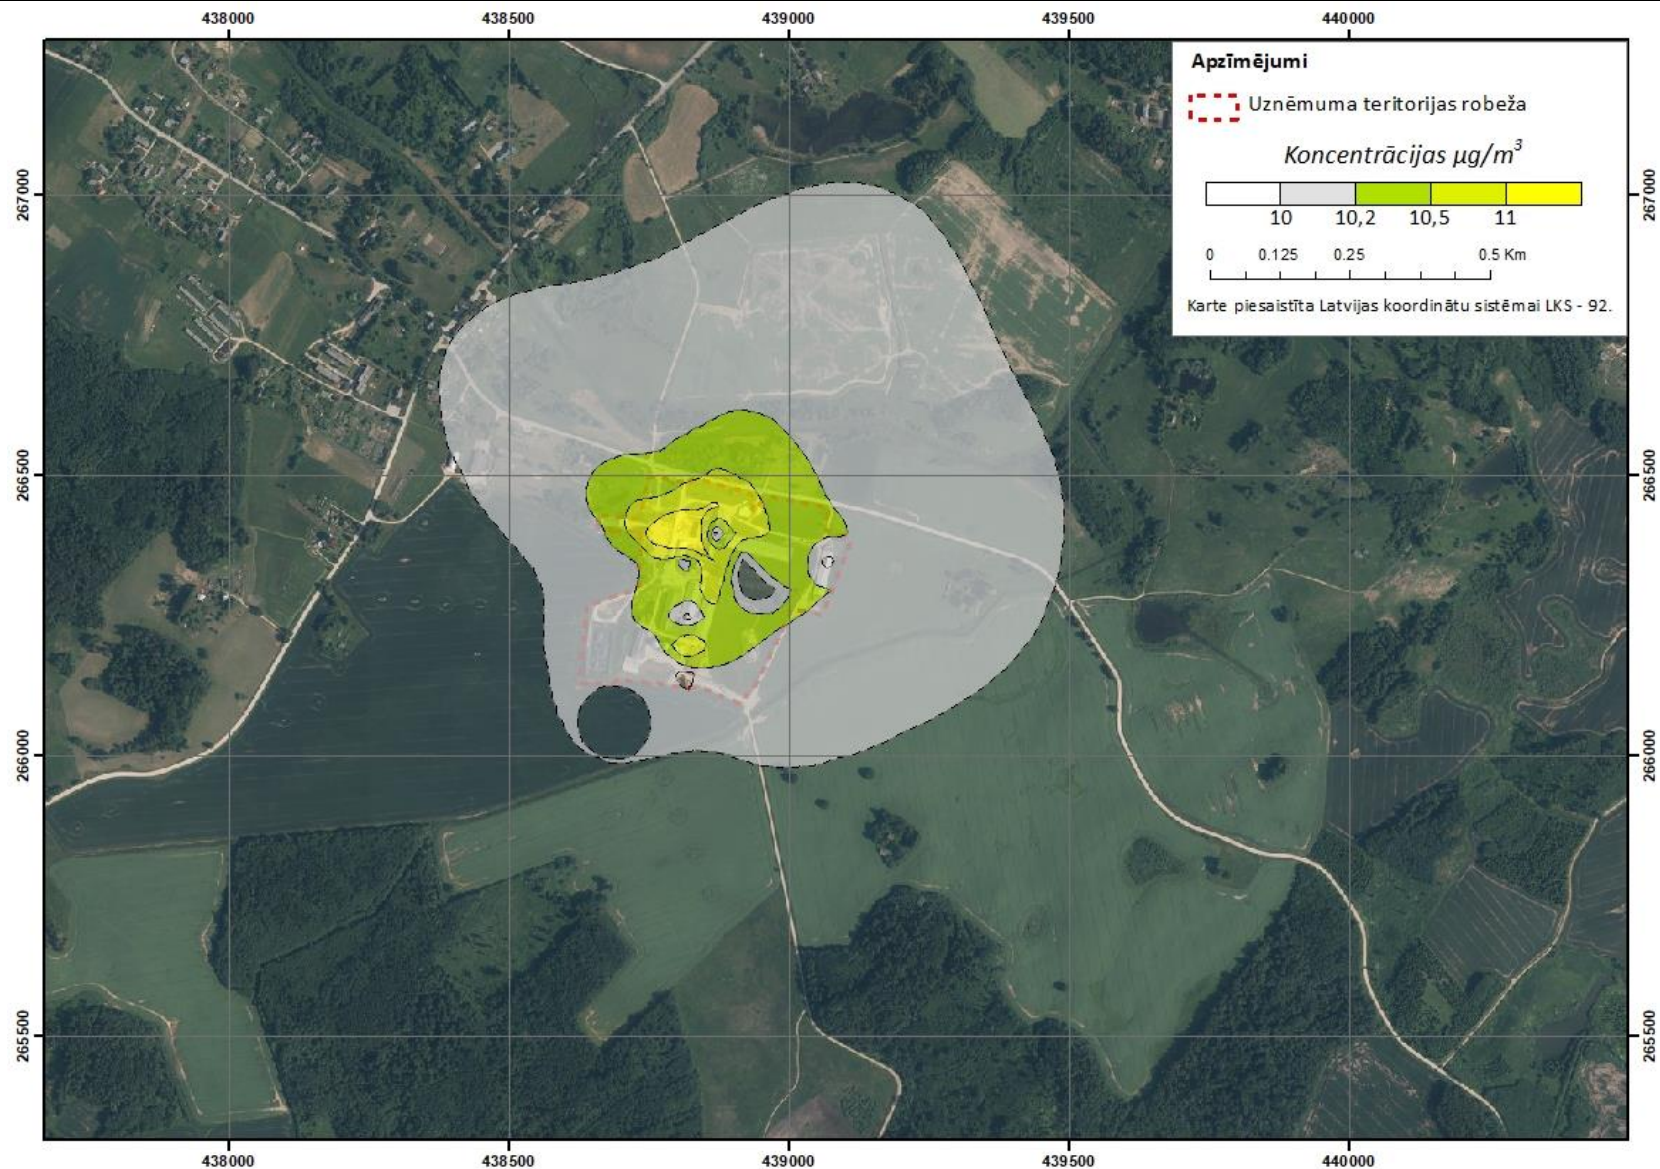 438000 438500 439000 439500 440000
Apzīmējumi
Uznēmuma teritorijas robeža
Koncentrācijas µg/m³
10 10,2 10,5 11
0 0.125 0.25 0.5 Km
Karte piesaistīta Latvijas koordinātu sistēmai LKS - 92.
267000 267000
266500 266500
266000 266000
265500 265500
438000 438500 439000 439500 440000